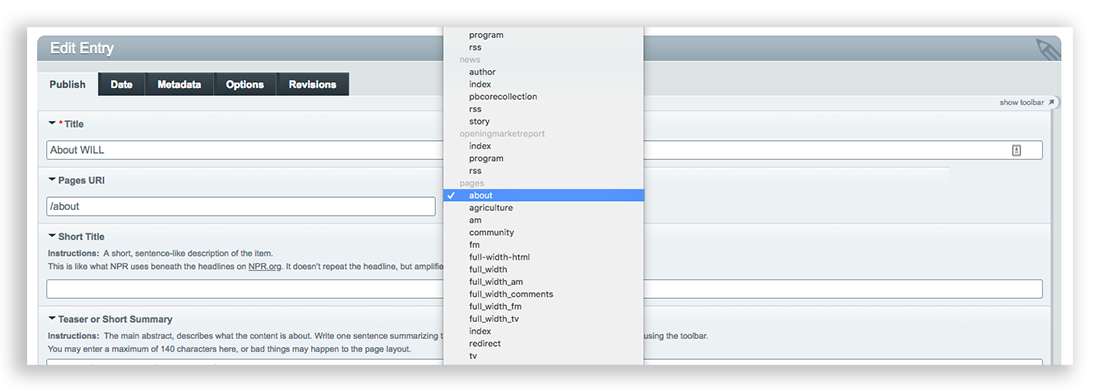 Edit Entry
Publish
Date
Metadata
Options
Revisions
show toolbar
* Title
About WILL
Pages URI
/about
Short Title
Instructions: A short, sentence-like description of the item.
This is like what NPR uses beneath the headlines on NPR.org. It doesn't repeat the headline, but
Teaser or Short Summary
Instructions: The main abstract, describes what the content is about. Write one sentence summarizing
using the toolbar.
You may enter a maximum of 140 characters here, or bad things may happen to the page layout.
program
rss
news
author
index
pbcorecollection
rss
story
openingmarketreport
index
program
rss
pages
✓ about
agriculture
am
community
fm
full-width-html
full_width
full_width_am
full_width_comments
full_width_fm
full_width_tv
index
redirect
tv